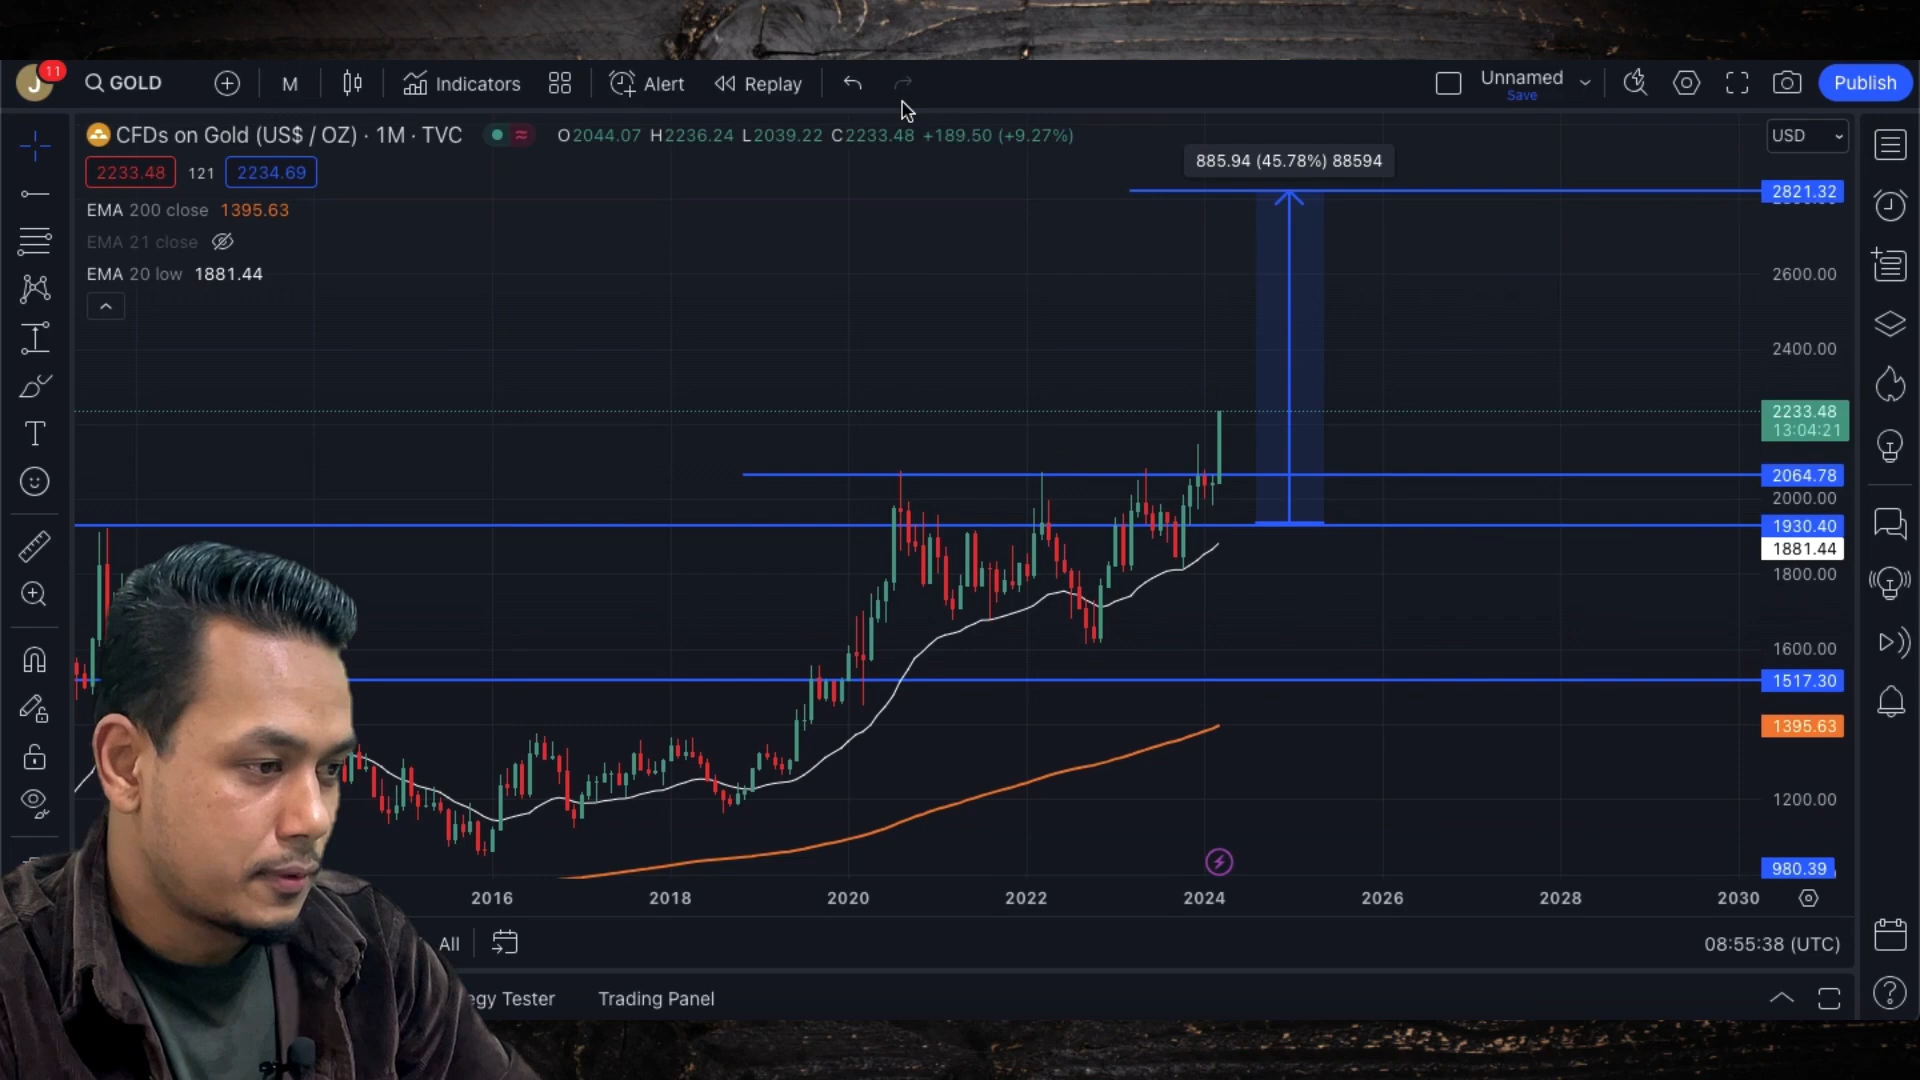 J
11
GOLD
M
Indicators
Alert
Replay
Unnamed
Save
Publish
CFDs on Gold (US$ / OZ) · 1M · TVC
O2044.07 H2236.24 L2039.22 C2233.48 +189.50 (+9.27%)
USD
2233.48 121 2234.69
885.94 (45.78%) 88594
EMA 200 close 1395.63
EMA 21 close
EMA 20 low 1881.44
2821.32
2600.00
2400.00
2233.48
13:04:21
2064.78
2000.00
1930.40
1881.44
1800.00
1600.00
1517.30
1395.63
1200.00
980.39
2016 2018 2020 2022 2024 2026 2028 2030
All
08:55:38 (UTC)
Tester
Trading Panel